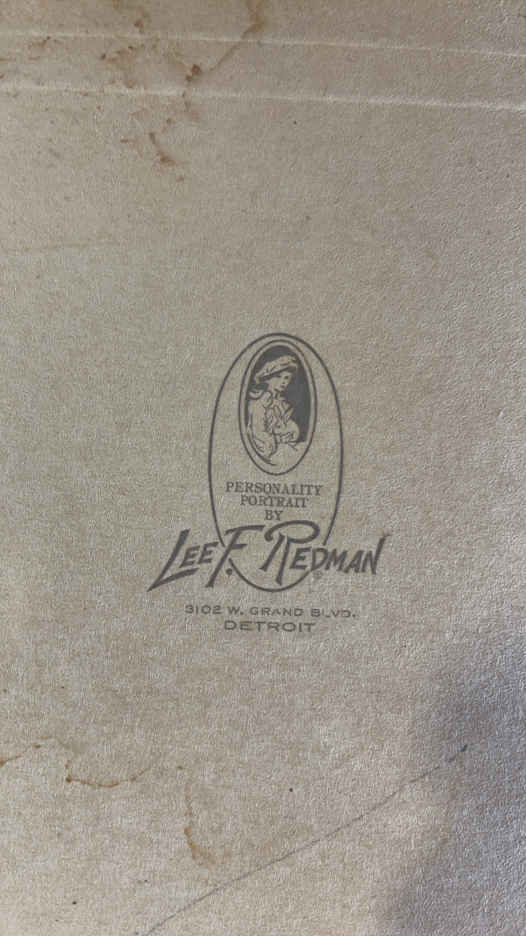 PERSONALITY
PORTRAIT
BY
LEE F. REDMAN
3102 W. GRAND BLVD.
DETROIT